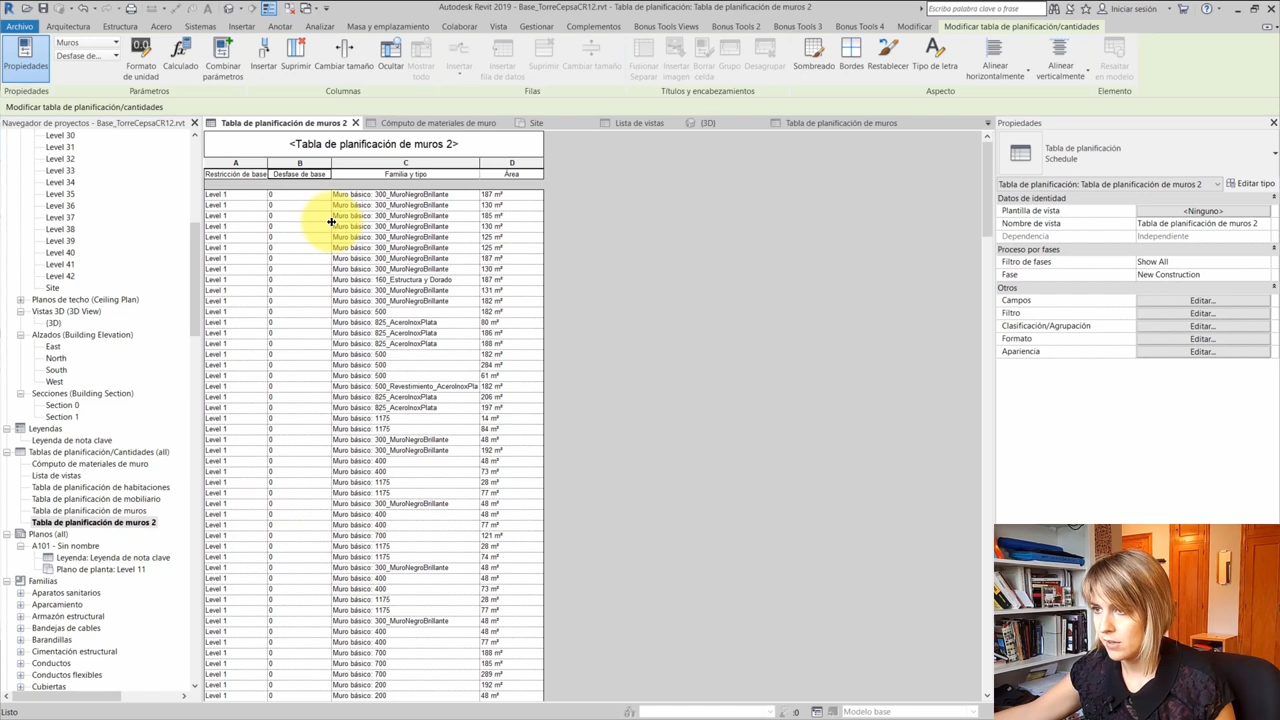 Autodesk Revit 2019 - Base_TorreCepsaCR12.rvt - Tabla de planificación: Tabla de planificación de muros 2
Escriba palabra clave o frase
Iniciar sesión
Archivo Arquitectura Estructura Acero Sistemas Insertar Anotar Analizar Masa y emplazamiento Colaborar Vista Gestionar Complementos Bonus Tools Views Bonus Tools 2 Bonus Tools 3 Bonus Tools 4 Modificar Modificar tabla de planificación/cantidades
Muros
Desfase de...
Propiedades
Formato de unidad
Calculado
Combinar parámetros
Insertar
Suprimir
Cambiar tamaño
Ocultar
Mostrar todo
Insertar
Insertar fila de datos
Suprimir
Cambiar tamaño
Fusionar Separar
Insertar imagen
Borrar celda
Grupo
Desagrupar
Sombreado
Bordes
Restablecer
Tipo de letra
Alinear horizontalmente
Alinear verticalmente
Resaltar en modelo
Propiedades Parámetros Columnas Filas Títulos y encabezamientos Aspecto Elemento
Modificar tabla de planificación/cantidades
Navegador de proyectos - Base_TorreCepsaCR12.rvt
Level 30
Level 31
Level 32
Level 33
Level 34
Level 35
Level 36
Level 37
Level 38
Level 39
Level 40
Level 41
Level 42
Site
Planos de techo (Ceiling Plan)
Vistas 3D (3D View)
{3D}
Alzados (Building Elevation)
East
North
South
West
Secciones (Building Section)
Section 0
Section 1
Leyendas
Leyenda de nota clave
Tablas de planificación/Cantidades (all)
Cómputo de materiales de muro
Lista de vistas
Tabla de planificación de habitaciones
Tabla de planificación de mobiliario
Tabla de planificación de muros
Tabla de planificación de muros 2
Planos (all)
A101 - Sin nombre
Leyenda: Leyenda de nota clave
Plano de planta: Level 11
Familias
Aparatos sanitarios
Aparcamiento
Armazón estructural
Bandejas de cables
Barandillas
Cimentación estructural
Conductos
Conductos flexibles
Cubiertas
Tabla de planificación de muros 2 Cómputo de materiales de muro Site Lista de vistas {3D} Tabla de planificación de muros
<Tabla de planificación de muros 2>
A B C D
Restricción de base Desfase de base Familia y tipo Área
Level 1 0 Muro básico: 300_MuroNegroBrillante 187 m²
Level 1 0 Muro básico: 300_MuroNegroBrillante 130 m²
Level 1 0 Muro básico: 300_MuroNegroBrillante 185 m²
Level 1 0 Muro básico: 300_MuroNegroBrillante 130 m²
Level 1 0 Muro básico: 300_MuroNegroBrillante 125 m²
Level 1 0 Muro básico: 300_MuroNegroBrillante 125 m²
Level 1 0 Muro básico: 300_MuroNegroBrillante 187 m²
Level 1 0 Muro básico: 300_MuroNegroBrillante 130 m²
Level 1 0 Muro básico: 160_Estructura y Dorado 187 m²
Level 1 0 Muro básico: 300_MuroNegroBrillante 131 m²
Level 1 0 Muro básico: 300_MuroNegroBrillante 182 m²
Level 1 0 Muro básico: 500 182 m²
Level 1 0 Muro básico: 825_AceroInoxPlata 80 m²
Level 1 0 Muro básico: 825_AceroInoxPlata 186 m²
Level 1 0 Muro básico: 825_AceroInoxPlata 188 m²
Level 1 0 Muro básico: 500 182 m²
Level 1 0 Muro básico: 500 284 m²
Level 1 0 Muro básico: 500 61 m²
Level 1 0 Muro básico: 500_Revestimiento_AceroInoxPla 182 m²
Level 1 0 Muro básico: 825_AceroInoxPlata 206 m²
Level 1 0 Muro básico: 825_AceroInoxPlata 197 m²
Level 1 0 Muro básico: 1175 14 m²
Level 1 0 Muro básico: 1175 84 m²
Level 1 0 Muro básico: 300_MuroNegroBrillante 48 m²
Level 1 0 Muro básico: 300_MuroNegroBrillante 192 m²
Level 1 0 Muro básico: 400 48 m²
Level 1 0 Muro básico: 400 73 m²
Level 1 0 Muro básico: 1175 28 m²
Level 1 0 Muro básico: 1175 77 m²
Level 1 0 Muro básico: 300_MuroNegroBrillante 48 m²
Level 1 0 Muro básico: 400 48 m²
Level 1 0 Muro básico: 400 77 m²
Level 1 0 Muro básico: 700 121 m²
Level 1 0 Muro básico: 1175 28 m²
Level 1 0 Muro básico: 1175 74 m²
Level 1 0 Muro básico: 300_MuroNegroBrillante 48 m²
Level 1 0 Muro básico: 400 48 m²
Level 1 0 Muro básico: 400 73 m²
Level 1 0 Muro básico: 1175 28 m²
Level 1 0 Muro básico: 1175 77 m²
Level 1 0 Muro básico: 300_MuroNegroBrillante 48 m²
Level 1 0 Muro básico: 400 48 m²
Level 1 0 Muro básico: 400 77 m²
Level 1 0 Muro básico: 700 188 m²
Level 1 0 Muro básico: 700 185 m²
Level 1 0 Muro básico: 700 289 m²
Level 1 0 Muro básico: 200 192 m²
Level 1 0 Muro básico: 200 48 m²
Propiedades
Tabla de planificación
Schedule
Tabla de planificación: Tabla de planificación de muros 2 Editar tipo
Datos de identidad
Plantilla de vista <Ninguno>
Nombre de vista Tabla de planificación de muros 2
Dependencia Independiente
Proceso por fases
Filtro de fases Show All
Fase New Construction
Otros
Campos Editar...
Filtro Editar...
Clasificación/Agrupación Editar...
Formato Editar...
Apariencia Editar...
Listo
:0
Modelo base